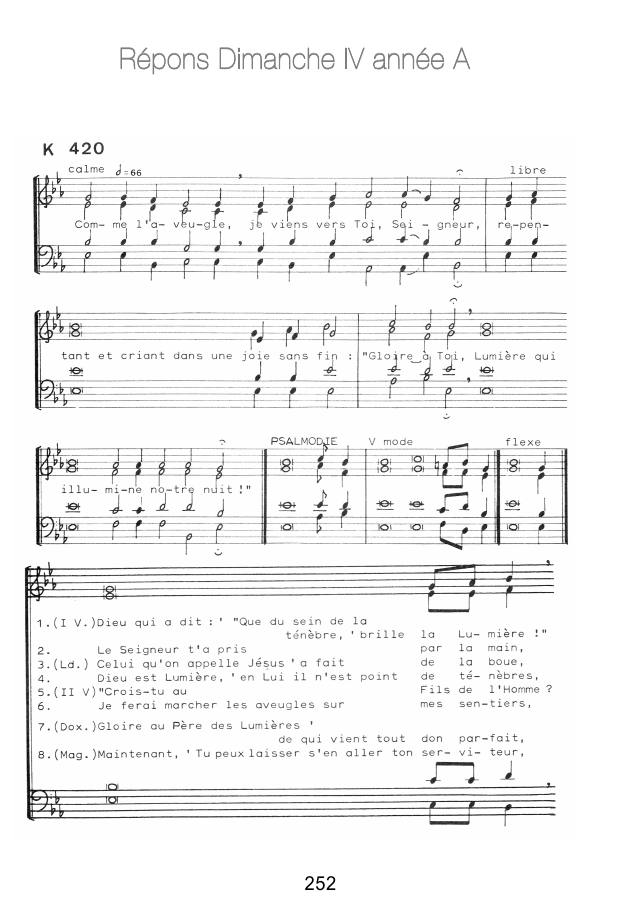 Répons Dimanche IV année A
K 420
calme 𝅗𝅥=66
libre
Com- me l'a- veu-gle, je viens vers Toi, Sei - gneur, re-pen-
tant et criant dans une joie sans fin : "Gloire à Toi, Lumière qui
PSALMODIE V mode flexe
illu- mi-ne no-tre nuit !"
1.(I V.)Dieu qui a dit :' "Que du sein de la
ténèbre,'brille la Lu- mière !"
2. Le Seigneur t'a pris par la main,
3.(Ld.) Celui qu'on appelle Jésus 'a fait de la boue,
4. Dieu est Lumière,'en Lui il n'est point de té- nèbres,
5.(II V)"Crois-tu au Fils de l'Homme ?
6. Je ferai marcher les aveugles sur mes sen-tiers,
7.(Dox.)Gloire au Père des Lumières '
de qui vient tout don par-fait,
8.(Mag.)Maintenant,'Tu peux laisser s'en aller ton ser- vi- teur,
252